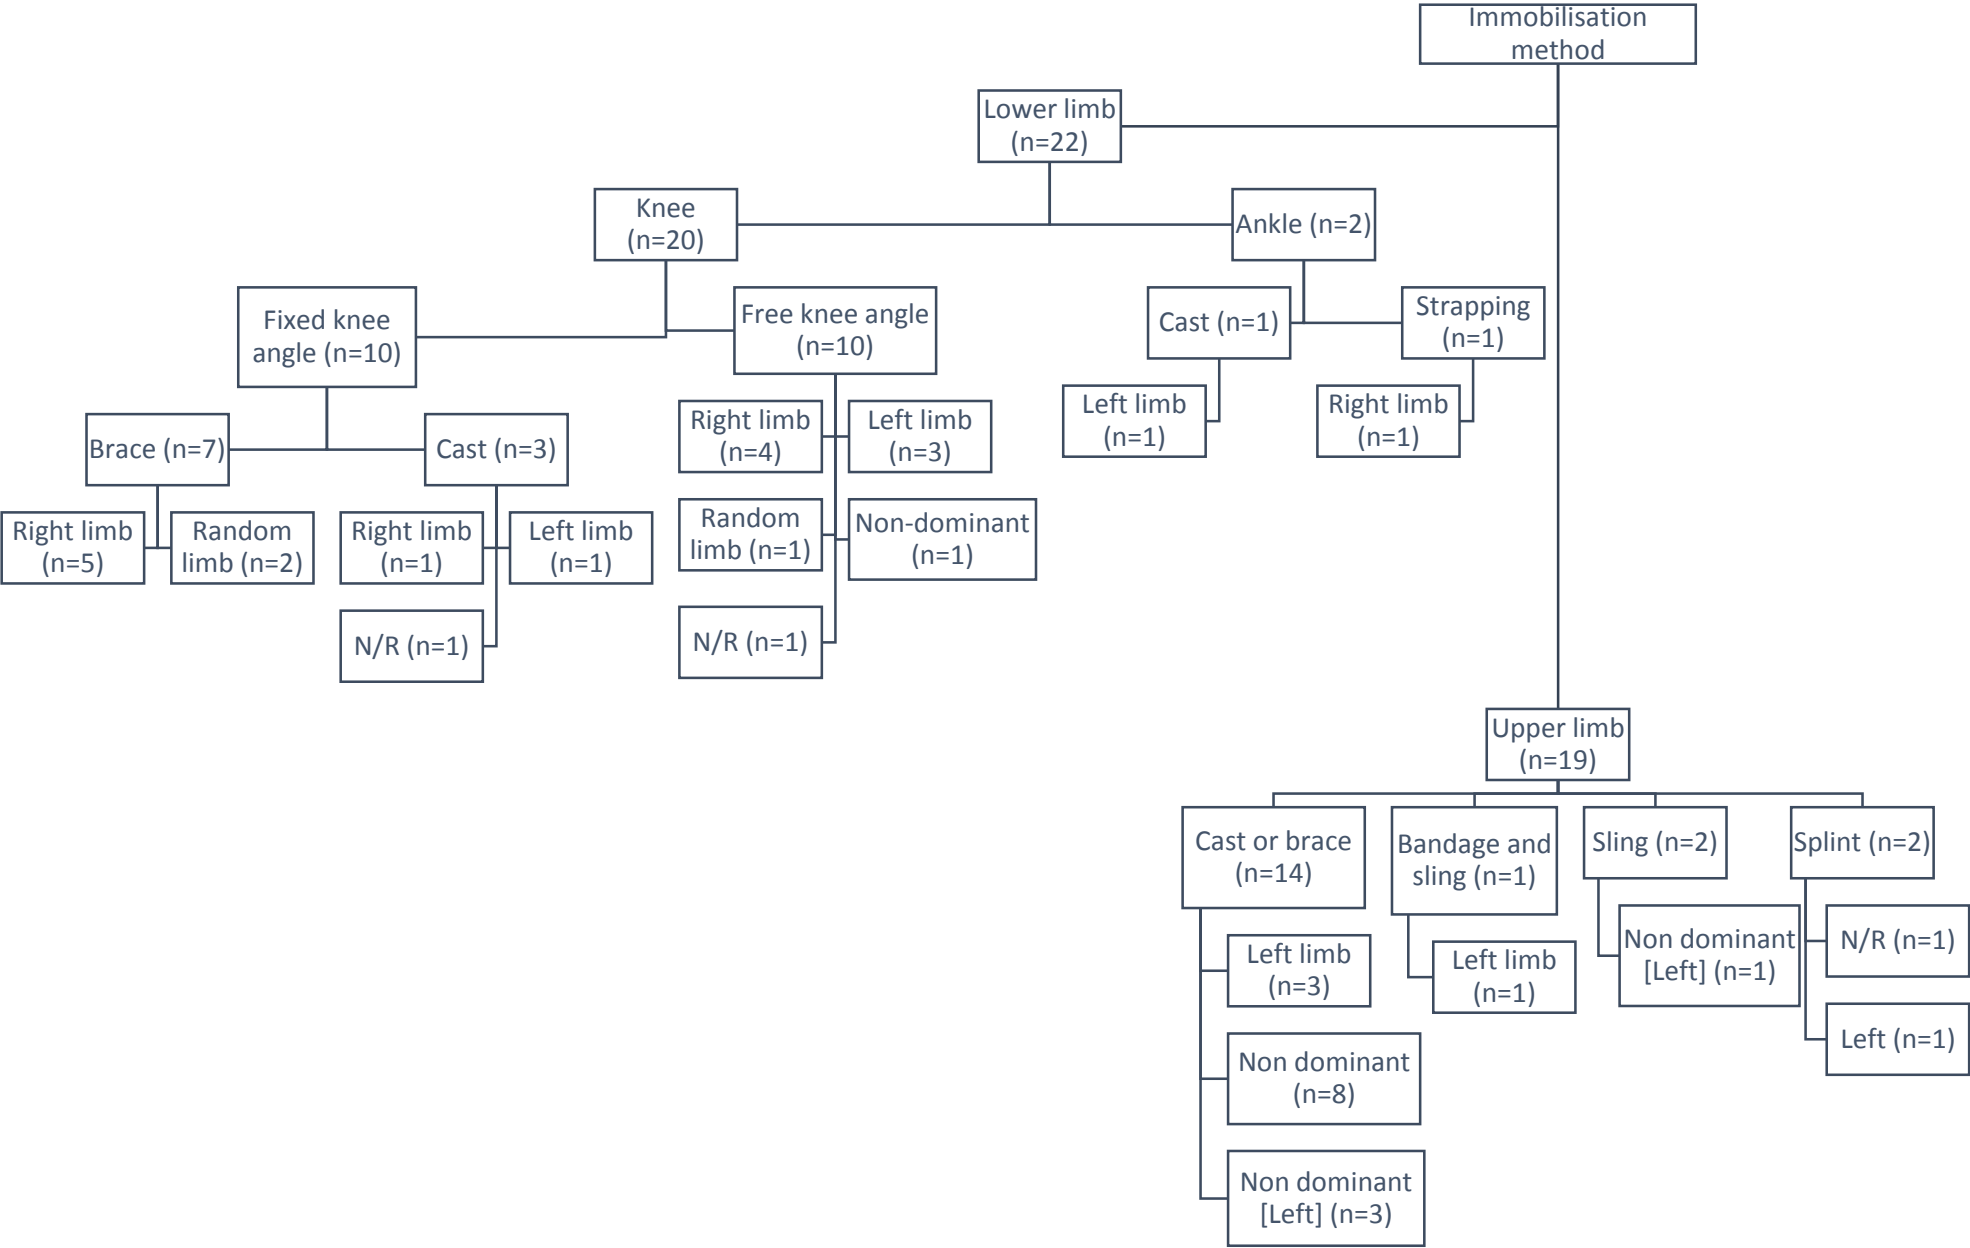 Immobilisation
method
Lower limb
(n=22)
Knee
(n=20)
Ankle (n=2)
Fixed knee
angle (n=10)
Free knee angle
(n=10)
Cast (n=1)
Strapping
(n=1)
Left limb
(n=1)
Right limb
(n=1)
Brace (n=7)
Cast (n=3)
Right limb
(n=4)
Left limb
(n=3)
Right limb
(n=5)
Random
limb (n=2)
Right limb
(n=1)
Left limb
(n=1)
Random
limb (n=1)
Non-dominant
(n=1)
N/R (n=1)
N/R (n=1)
Upper limb
(n=19)
Cast or brace
(n=14)
Bandage and
sling (n=1)
Sling (n=2)
Splint (n=2)
Left limb
(n=3)
Non dominant
(n=8)
Non dominant
[Left] (n=3)
Left limb
(n=1)
Non dominant
[Left] (n=1)
N/R (n=1)
Left (n=1)